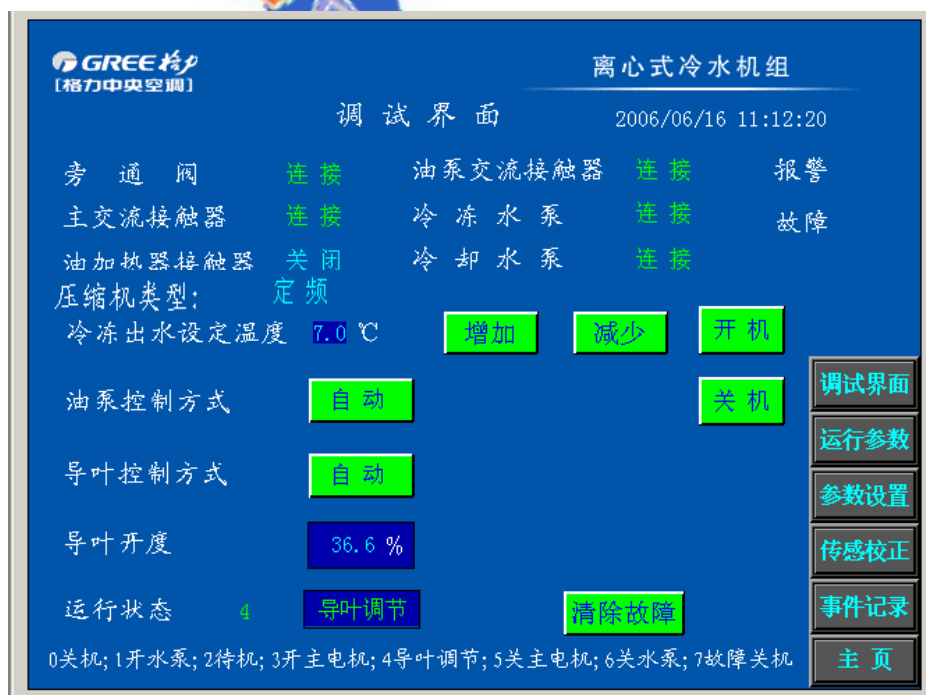 GREE 格力
[格力中央空调]
离心式冷水机组
调试界面 2006/06/16 11:12:20
旁通阀 连接 油泵交流接触器 连接 报警
主交流接触器 连接 冷冻水泵 连接 故障
油加热器接触器 关闭 冷却水泵 连接
压缩机类型: 定频
冷冻出水设定温度 7.0 ℃ 增加 减少 开机
油泵控制方式 自动 关机
调试界面
运行参数
导叶控制方式 自动
参数设置
导叶开度 36.6 %
传感校正
运行状态 4 导叶调节 清除故障
事件记录
0关机;1开水泵;2待机;3开主电机;4导叶调节;5关主电机;6关水泵;7故障关机
主页